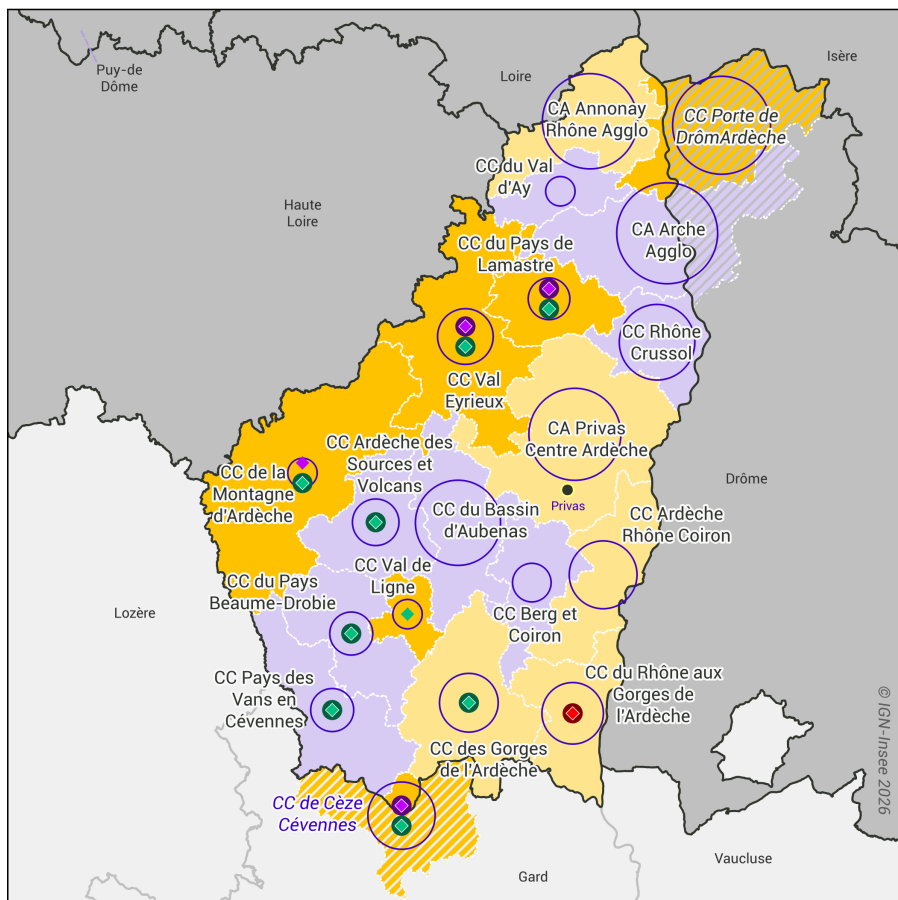 Puy-de
Dôme
Loire
Isère
CA Annonay
Rhône Agglo
CC Porte de
DrômArdèche
CC du Val
d'Ay
Haute
Loire
CA Arche
Agglo
CC du Pays de
Lamastre
CC Rhône
Crussol
CC Val
Eyrieux
CA Privas
Centre Ardèche
CC Ardèche des
Sources et
Volcans
CC de la
Montagne
d'Ardèche
Drôme
Privas
CC du Bassin
d'Aubenas
CC Ardèche
Rhône Coiron
CC Val de
Ligne
CC du Pays
Beaume-Drobie
Lozère
CC Berg et
Coiron
CC Pays des
Vans en
Cévennes
CC du Rhône aux
Gorges de
l'Ardèche
CC des Gorges
de l'Ardèche
CC de Cèze
Cévennes
Vaucluse
Gard
© IGN-Insee 2026